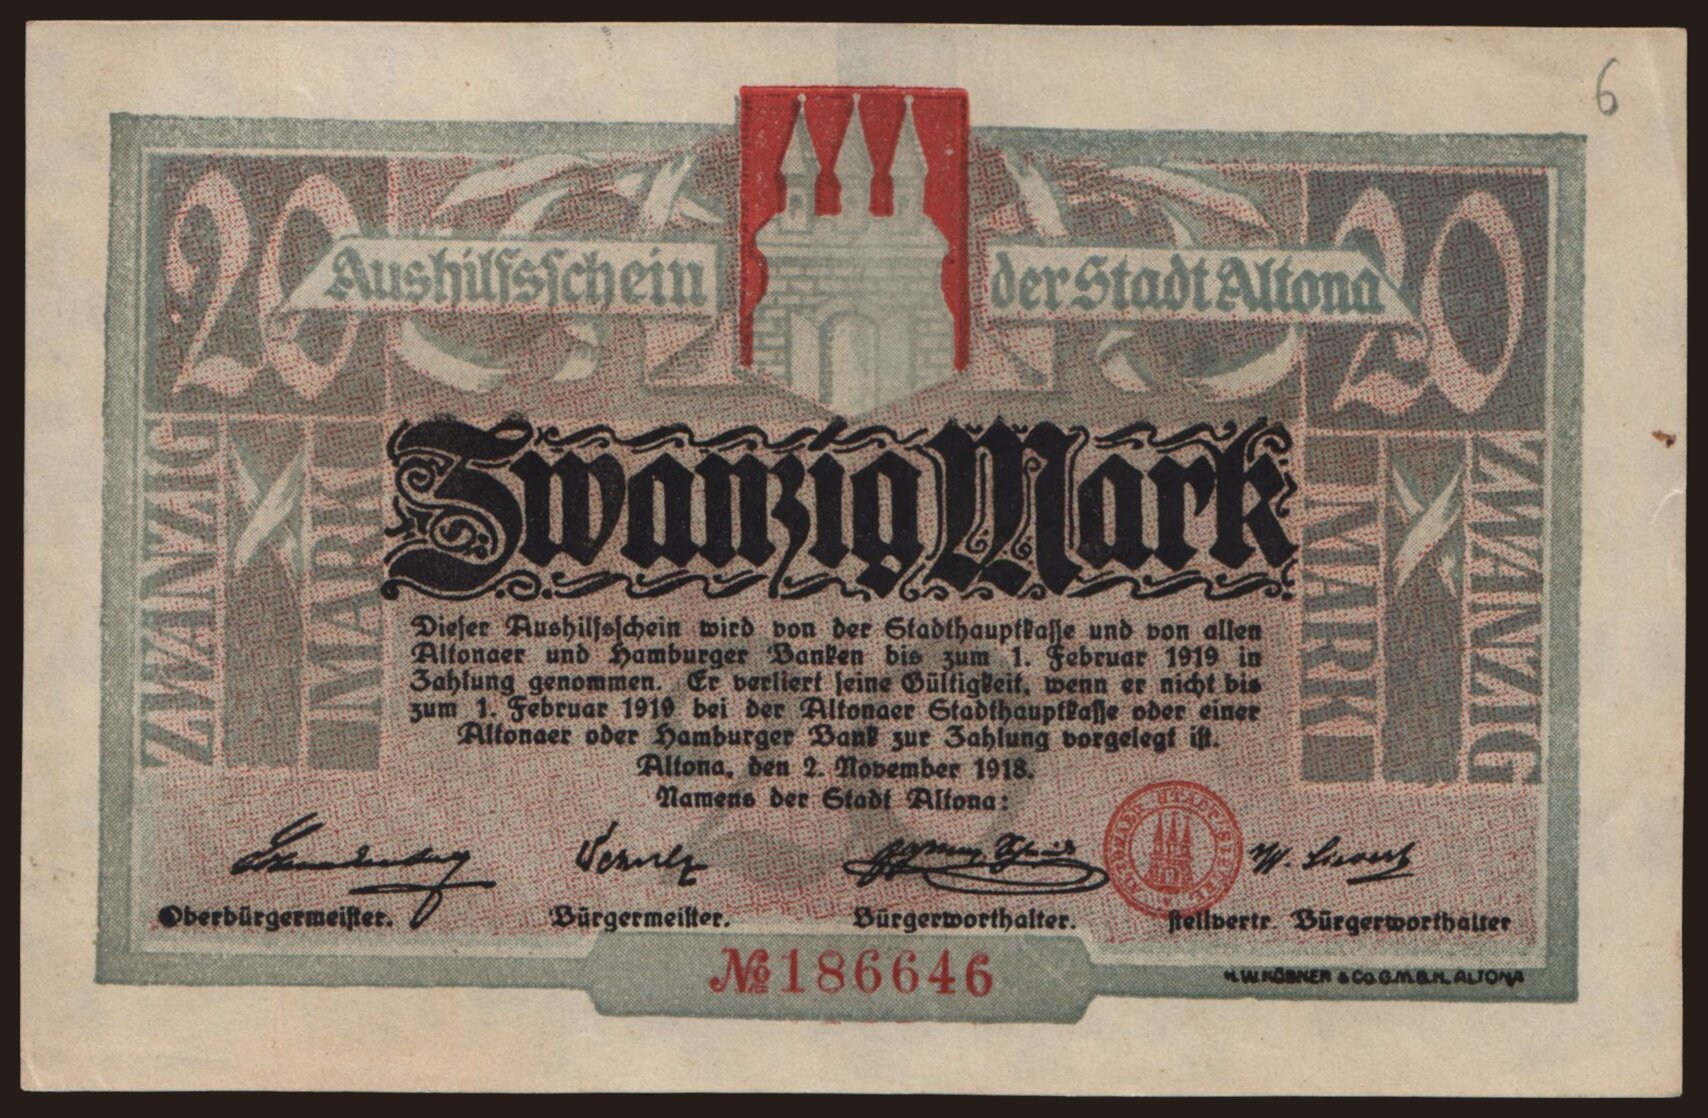 6
20
Aushilfsschein
der Stadt Altona
20
ZWANZIG
MARK
Zwanzig Mark
MARK
ZWANZIG
Dieser Aushilfsschein wird von der Stadthauptkasse und von allen
Altonaer und Hamburger Banken bis zum 1. Februar 1919 in
Zahlung genommen. Er verliert seine Gültigkeit, wenn er nicht bis
zum 1. Februar 1919 bei der Altonaer Stadthauptkasse oder einer
Altonaer oder Hamburger Bank zur Zahlung vorgelegt ist.
Altona, den 2. November 1918.
Namens der Stadt Altona:
Oberbürgermeister.
Bürgermeister.
Bürgerworthalter.
stellvertr. Bürgerworthalter
№ 186646
H.W. KÖBNER & CO. G.M.B.H. ALTONA